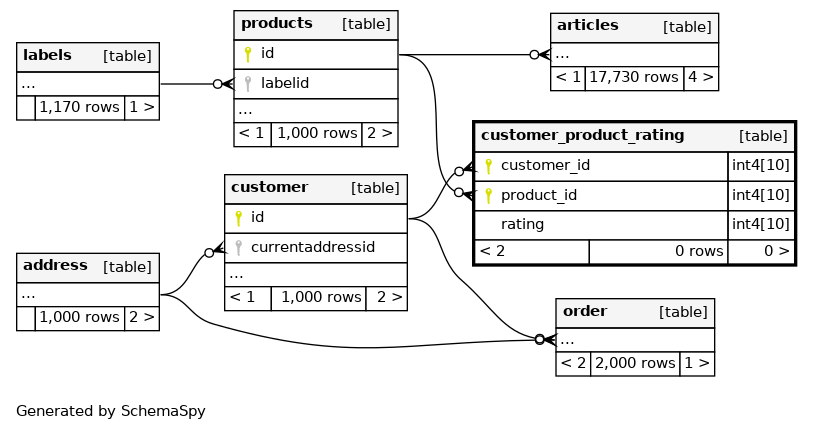 labels [table]
...
1,170 rows 1 >
products [table]
id
labelid
...
< 1 1,000 rows 2 >
articles [table]
...
< 1 17,730 rows 4 >
customer_product_rating [table]
customer_id int4[10]
product_id int4[10]
rating int4[10]
< 2 0 rows 0 >
customer [table]
id
currentaddressid
...
< 1 1,000 rows 2 >
address [table]
...
1,000 rows 2 >
order [table]
...
< 2 2,000 rows 1 >
Generated by SchemaSpy